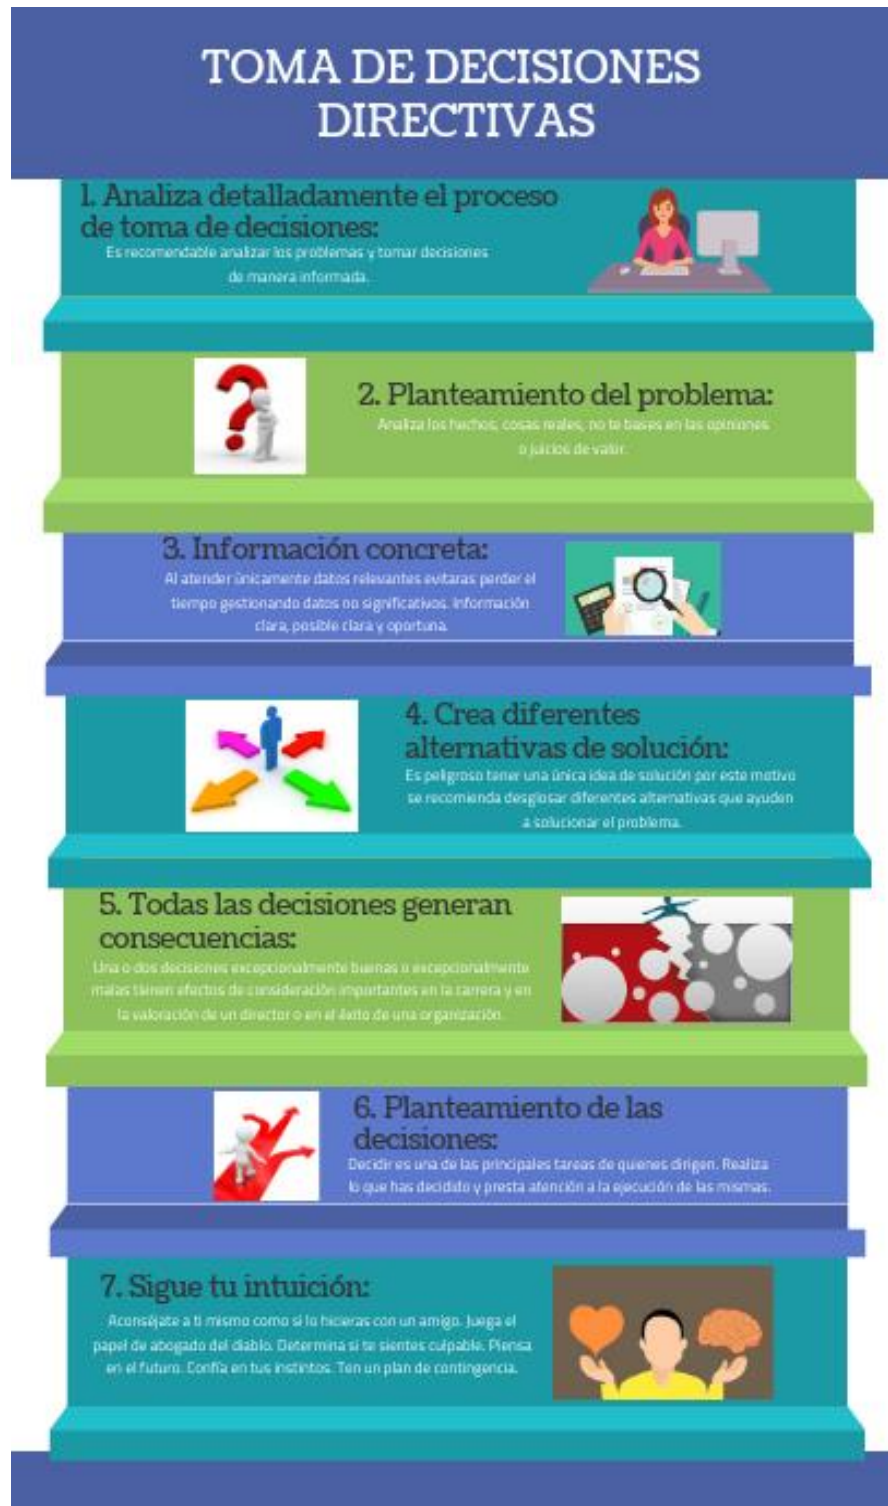 TOMA DE DECISIONES
DIRECTIVAS
1. Analiza detalladamente el proceso
de toma de decisiones:
Es recomendable analizar los problemas y tomar decisiones
de manera informada.
2. Planteamiento del problema:
Analiza los hechos, cosas reales, no te bases en las opiniones
o juicios de valor.
3. Información concreta:
Al atender únicamente datos relevantes evitaras perder el
tiempo gestionando datos no significativos. Información
clara, posible clara y oportuna.
4. Crea diferentes
alternativas de solución:
Es peligroso tener una única idea de solución por este motivo
se recomienda desglosar diferentes alternativas que ayuden
a solucionar el problema.
5. Todas las decisiones generan
consecuencias:
Una o dos decisiones excepcionalmente buenas o excepcionalmente
malas tienen efectos de consideración importantes en la carrera y en
la valoración de un director o en el éxito de una organización.
6. Planteamiento de las
decisiones:
Decidir es una de las principales tareas de quienes dirigen. Realiza
lo que has decidido y presta atención a la ejecución de las mismas.
7. Sigue tu intuición:
Aconséjate a ti mismo como si lo hicieras con un amigo. Juega el
papel de abogado del diablo. Determina si te sientes culpable. Piensa
en el futuro. Confía en tus instintos. Ten un plan de contingencia.